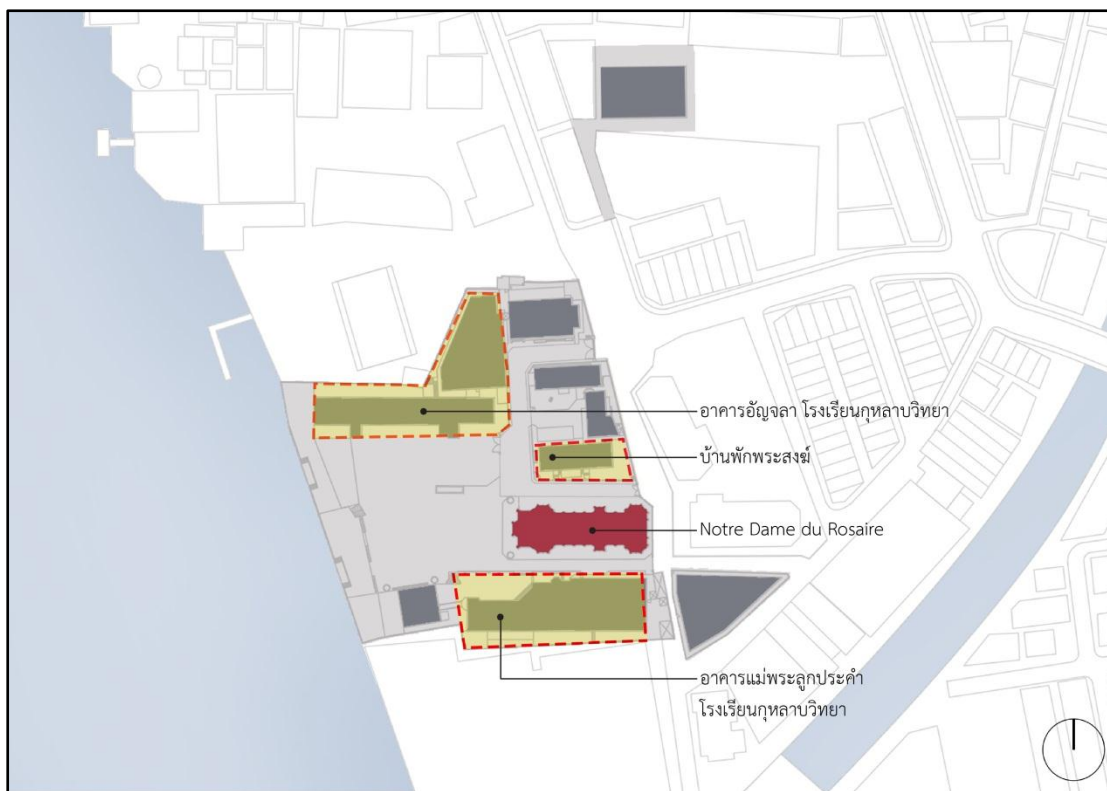 อาคารอัญจลา โรงเรียนกุหลาบวิทยา
บ้านพักพระสงฆ์
Notre Dame du Rosaire
อาคารแม่พระลูกประคำ
โรงเรียนกุหลาบวิทยา